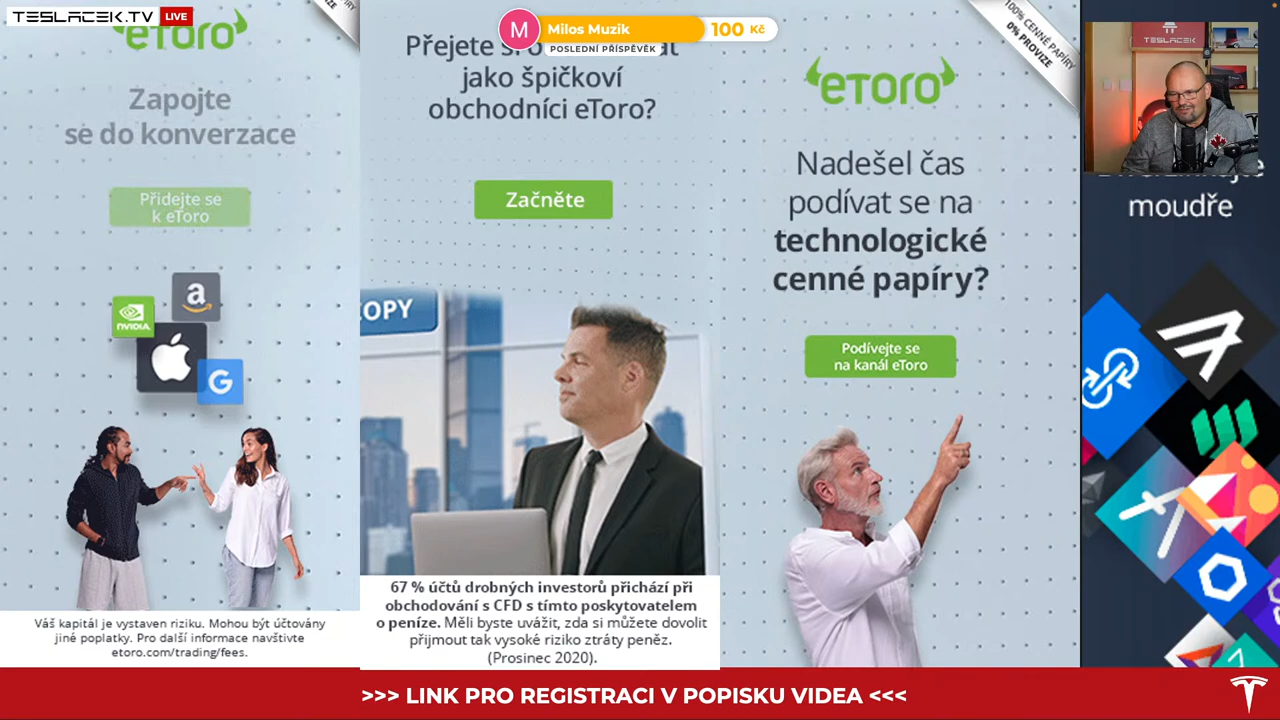 TESLACEK.TV LIVE
M Milos Muzik 100 Kč
POSLEDNÍ PŘÍSPĚVEK
eToro
Zapojte
se do konverzace
Přidejte se
k eToro
a
NVIDIA
G
Váš kapitál je vystaven riziku. Mohou být účtovány
jiné poplatky. Pro další informace navštivte
etoro.com/trading/fees.
Přejete si
jako špičkoví
obchodníci eToro?
Začněte
COPY
67 % účtů drobných investorů přichází při
obchodování s CFD s tímto poskytovatelem
o peníze. Měli byste uvážit, zda si můžete dovolit
přijmout tak vysoké riziko ztráty peněz.
(Prosinec 2020).
100% CENNÉ PAPÍRY
0% PROVIZE
eToro
Nadešel čas
podívat se na
technologické
cenné papíry?
Podívejte se
na kanál eToro
TESLACEK
moudře
>>> LINK PRO REGISTRACI V POPISKU VIDEA <<<